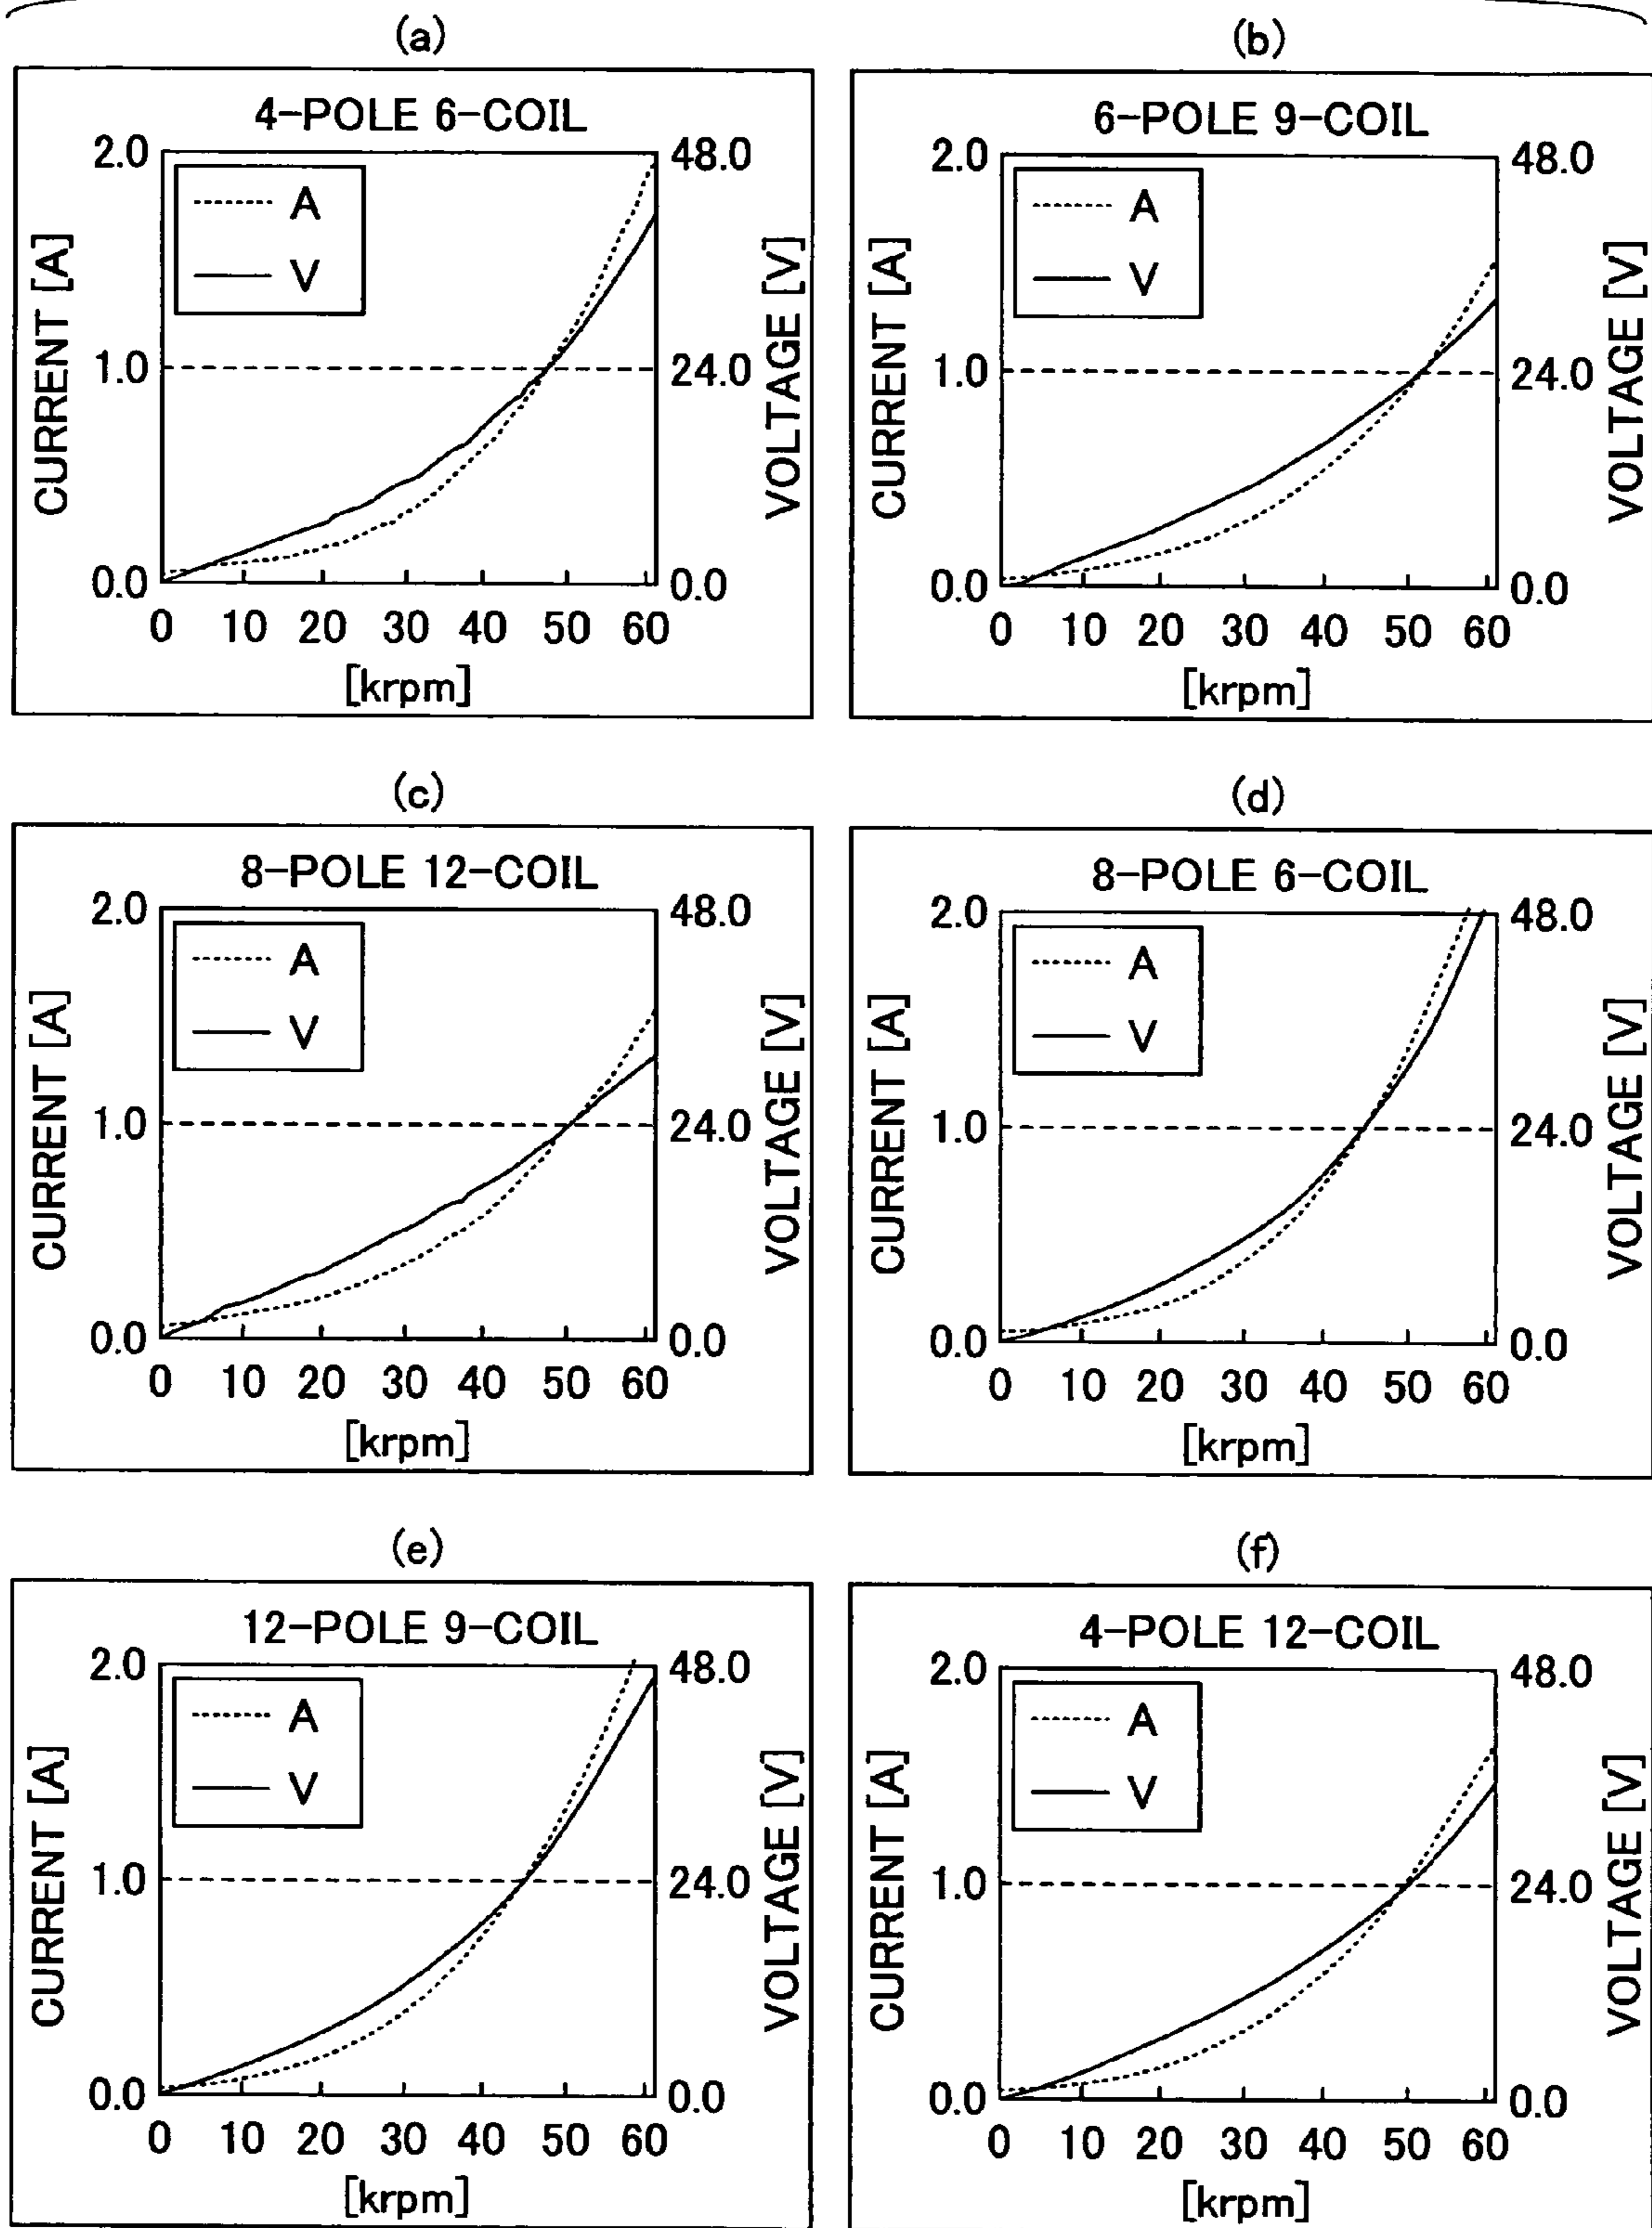 (a)
4-POLE 6-COIL
CURRENT [A]
2.0
1.0
0.0
A
V
48.0
24.0
0.0
VOLTAGE [V]
0 10 20 30 40 50 60
[krpm]
(b)
6-POLE 9-COIL
CURRENT [A]
2.0
1.0
0.0
A
V
48.0
24.0
0.0
VOLTAGE [V]
0 10 20 30 40 50 60
[krpm]
(c)
8-POLE 12-COIL
CURRENT [A]
2.0
1.0
0.0
A
V
48.0
24.0
0.0
VOLTAGE [V]
0 10 20 30 40 50 60
[krpm]
(d)
8-POLE 6-COIL
CURRENT [A]
2.0
1.0
0.0
A
V
48.0
24.0
0.0
VOLTAGE [V]
0 10 20 30 40 50 60
[krpm]
(e)
12-POLE 9-COIL
CURRENT [A]
2.0
1.0
0.0
A
V
48.0
24.0
0.0
VOLTAGE [V]
0 10 20 30 40 50 60
[krpm]
(f)
4-POLE 12-COIL
CURRENT [A]
2.0
1.0
0.0
A
V
48.0
24.0
0.0
VOLTAGE [V]
0 10 20 30 40 50 60
[krpm]